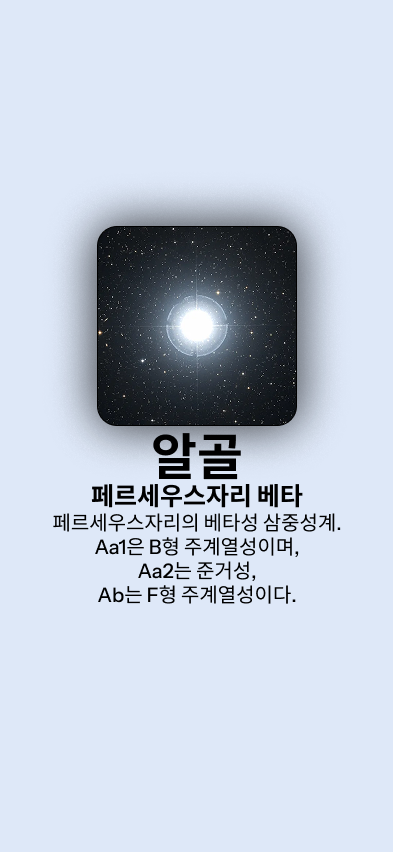 알골
페르세우스자리 베타
페르세우스자리의 베타성 삼중성계.
Aa1은 B형 주계열성이며,
Aa2는 준거성,
Ab는 F형 주계열성이다.